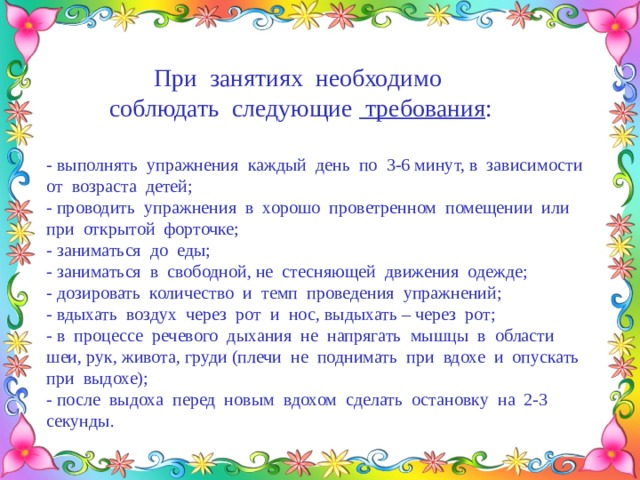 При занятиях необходимо
соблюдать следующие требования:
- выполнять упражнения каждый день по 3-6 минут, в зависимости
от возраста детей;
- проводить упражнения в хорошо проветренном помещении или
при открытой форточке;
- заниматься до еды;
- заниматься в свободной, не стесняющей движения одежде;
- дозировать количество и темп проведения упражнений;
- вдыхать воздух через рот и нос, выдыхать – через рот;
- в процессе речевого дыхания не напрягать мышцы в области
шеи, рук, живота, груди (плечи не поднимать при вдохе и опускать
при выдохе);
- после выдоха перед новым вдохом сделать остановку на 2-3
секунды.